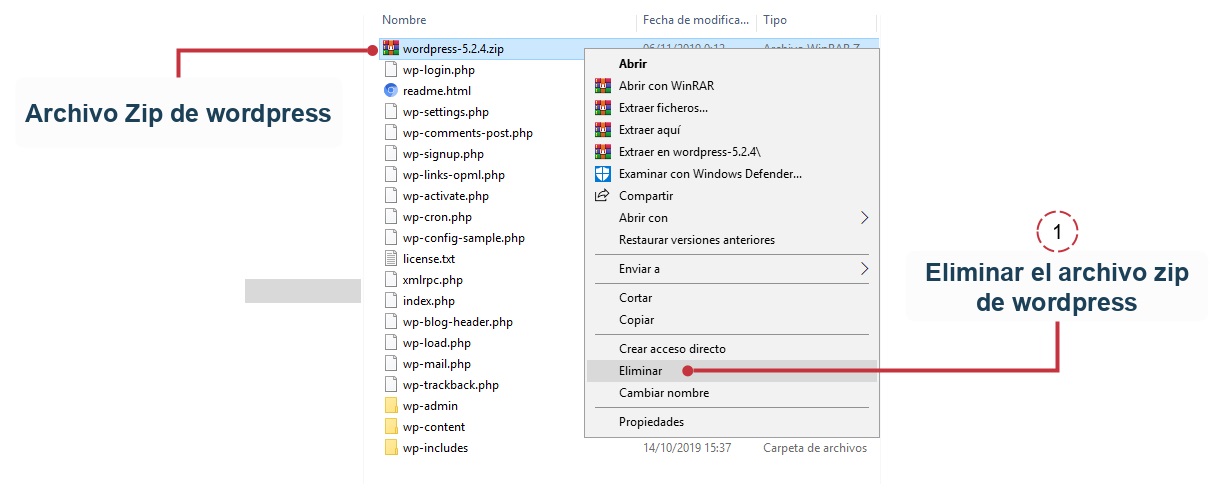 Nombre Fecha de modifica... Tipo
wordpress-5.2.4.zip 06/11/2019 0:12 Archivo WinRAR Z
wp-login.php
readme.html
wp-settings.php
wp-comments-post.php
wp-signup.php
wp-links-opml.php
wp-activate.php
wp-cron.php
wp-config-sample.php
license.txt
xmlrpc.php
index.php
wp-blog-header.php
wp-load.php
wp-mail.php
wp-trackback.php
wp-admin
wp-content
wp-includes 14/10/2019 15:37 Carpeta de archivos
Archivo Zip de wordpress
Abrir
Abrir con WinRAR
Extraer ficheros...
Extraer aquí
Extraer en wordpress-5.2.4\
Examinar con Windows Defender...
Compartir
Abrir con
Restaurar versiones anteriores
Enviar a
Cortar
Copiar
Crear acceso directo
Eliminar
Cambiar nombre
Propiedades
1
Eliminar el archivo zip
de wordpress